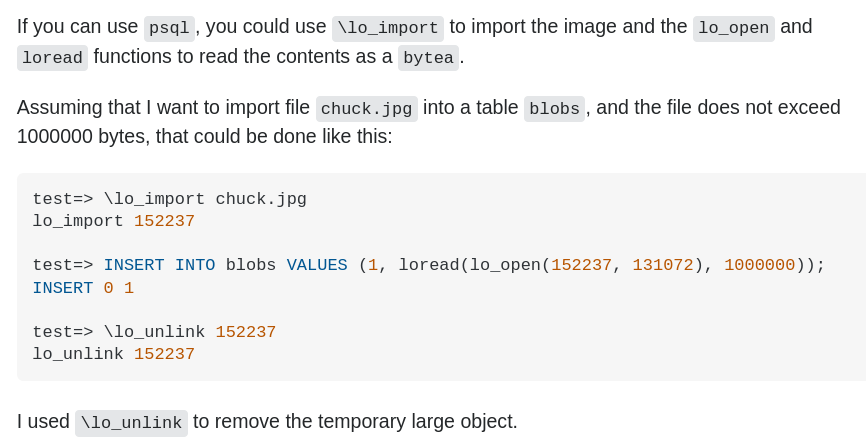 If you can use psql, you could use \lo_import to import the image and the lo_open and
loread functions to read the contents as a bytea.
Assuming that I want to import file chuck.jpg into a table blobs, and the file does not exceed
1000000 bytes, that could be done like this:
test=> \lo_import chuck.jpg
lo_import 152237
test=> INSERT INTO blobs VALUES (1, loread(lo_open(152237, 131072), 1000000));
INSERT 0 1
test=> \lo_unlink 152237
lo_unlink 152237
I used \lo_unlink to remove the temporary large object.